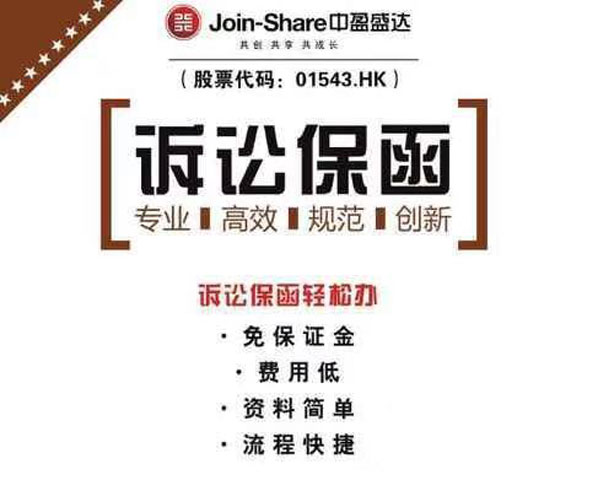 Join-Share中盈盛达
共创 共享 共成长
（股票代码：01543.HK）
诉讼保函
专业 高效 规范 创新
诉讼保函轻松办
· 免保证金
· 费用低
· 资料简单
· 流程快捷